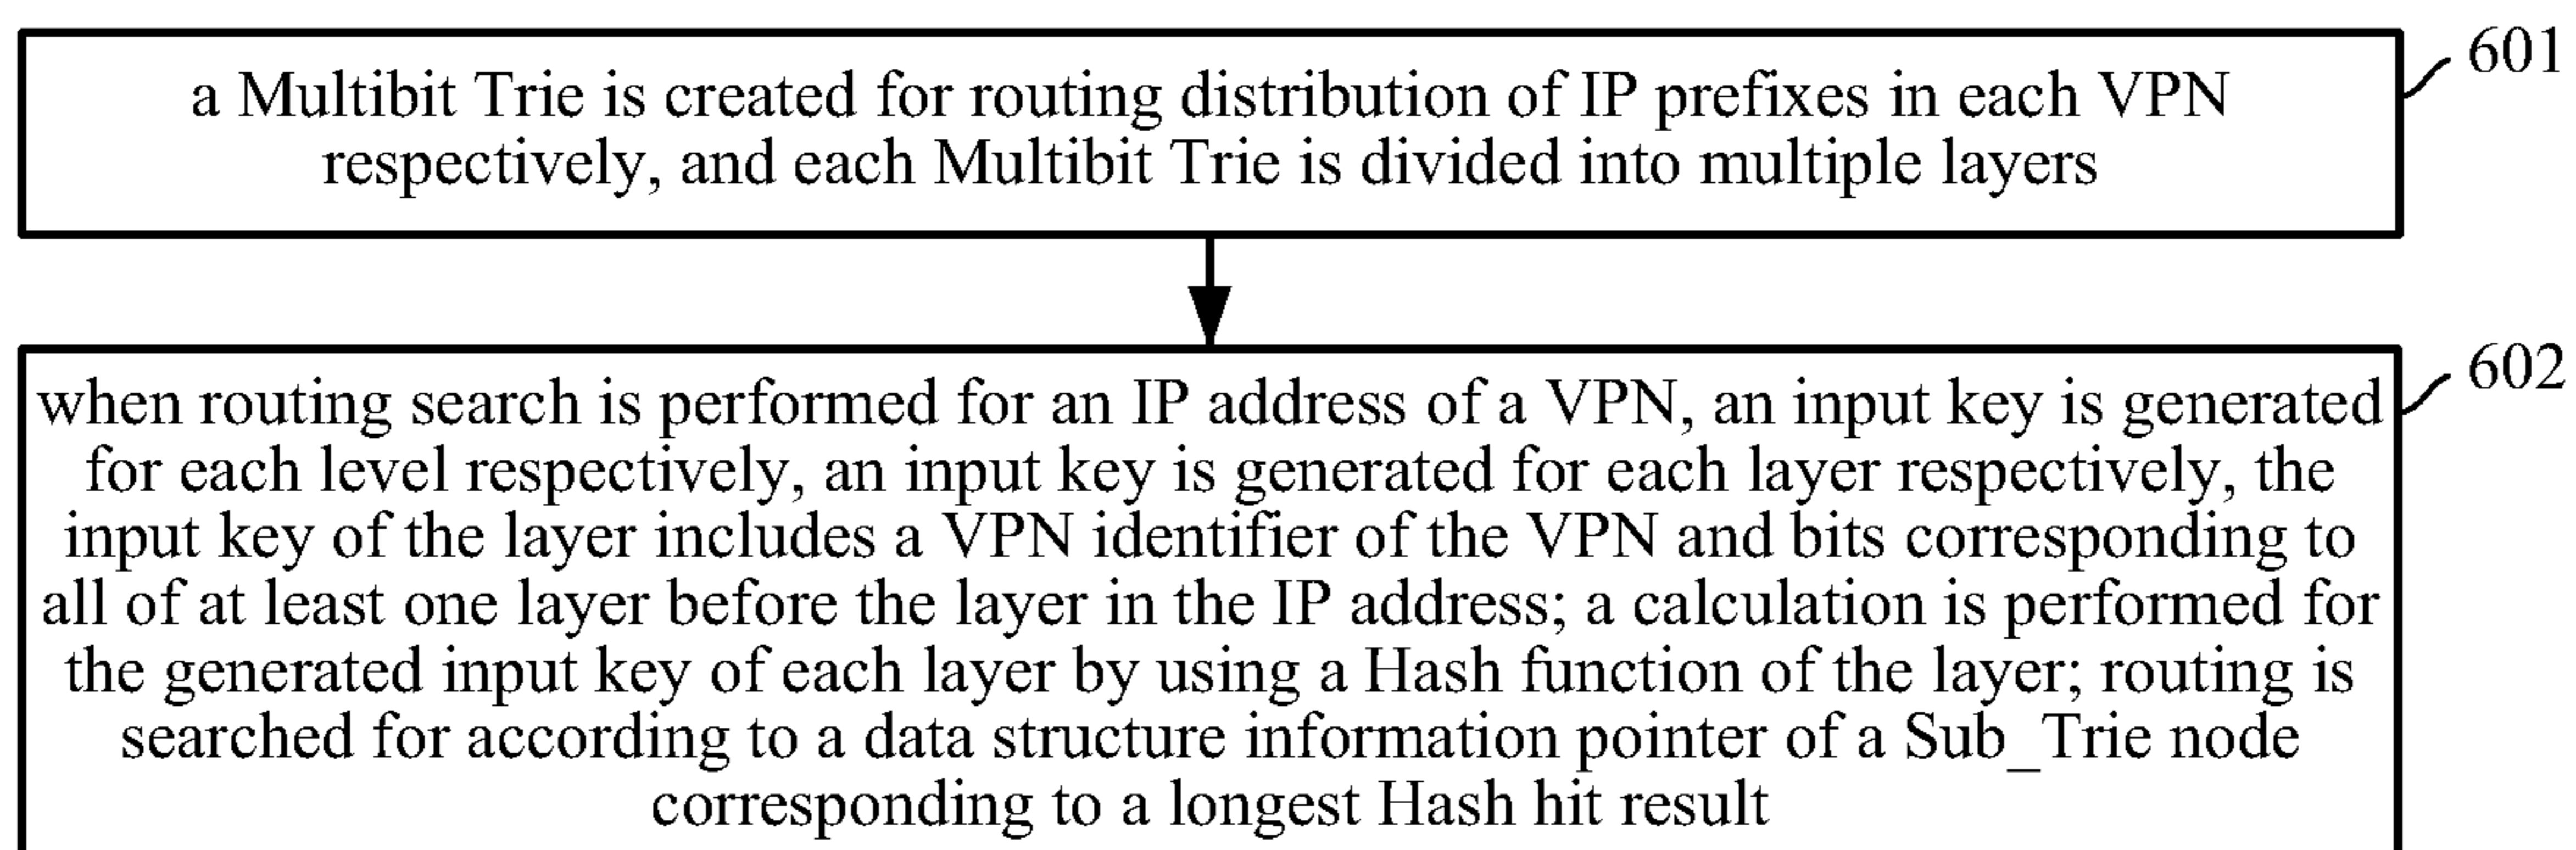 a Multibit Trie is created for routing distribution of IP prefixes in each VPN
respectively, and each Multibit Trie is divided into multiple layers
601
when routing search is performed for an IP address of a VPN, an input key is generated
for each level respectively, an input key is generated for each layer respectively, the
input key of the layer includes a VPN identifier of the VPN and bits corresponding to
all of at least one layer before the layer in the IP address; a calculation is performed for
the generated input key of each layer by using a Hash function of the layer; routing is
searched for according to a data structure information pointer of a Sub_Trie node
corresponding to a longest Hash hit result
602